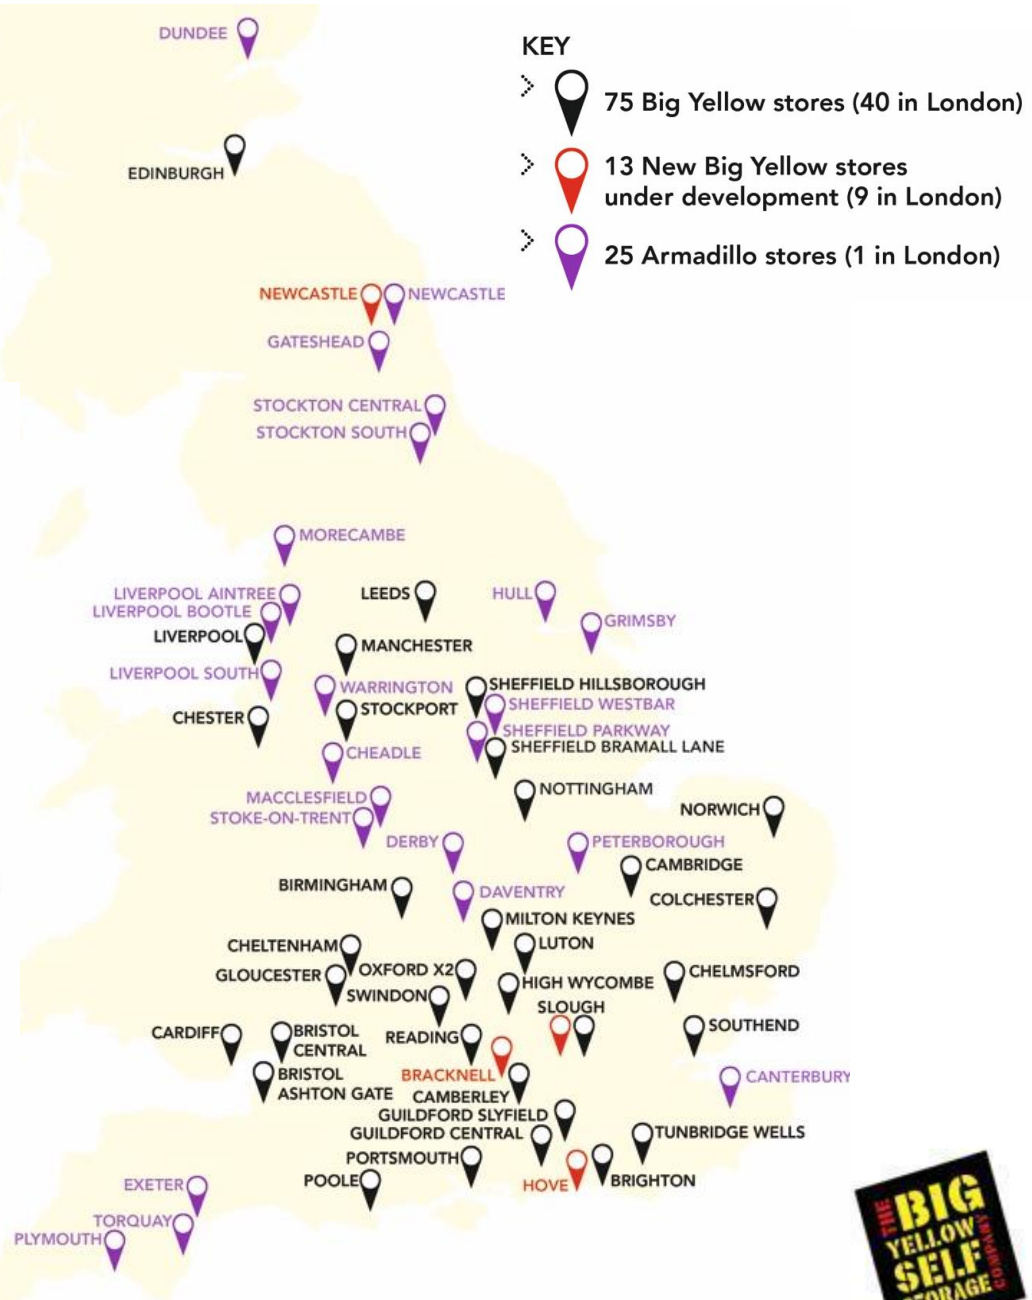 DUNDEE
KEY
75 Big Yellow stores (40 in London)
13 New Big Yellow stores
under development (9 in London)
25 Armadillo stores (1 in London)
EDINBURGH
NEWCASTLE
NEWCASTLE
GATESHEAD
STOCKTON CENTRAL
STOCKTON SOUTH
MORECAMBE
LIVERPOOL AINTREE
LEEDS
HULL
LIVERPOOL BOOTLE
GRIMSBY
LIVERPOOL
MANCHESTER
LIVERPOOL SOUTH
WARRINGTON
SHEFFIELD HILLSBOROUGH
SHEFFIELD WESTBAR
CHESTER
STOCKPORT
SHEFFIELD PARKWAY
SHEFFIELD BRAMALL LANE
CHEADLE
NOTTINGHAM
MACCLESFIELD
NORWICH
STOKE-ON-TRENT
DERBY
PETERBOROUGH
CAMBRIDGE
BIRMINGHAM
DAVENTRY
COLCHESTER
MILTON KEYNES
CHELTENHAM
LUTON
GLOUCESTER
OXFORD X2
HIGH WYCOMBE
CHELMSFORD
SWINDON
SLOUGH
CARDIFF
BRISTOL
CENTRAL
READING
SOUTHEND
BRISTOL
ASHTON GATE
BRACKNELL
CANTERBURY
CAMBERLEY
GUILDFORD SLYFIELD
GUILDFORD CENTRAL
TUNBRIDGE WELLS
PORTSMOUTH
POOLE
HOVE
BRIGHTON
EXETER
TORQUAY
PLYMOUTH
THE
BIG
YELLOW
SELF
STORAGE
COMPANY